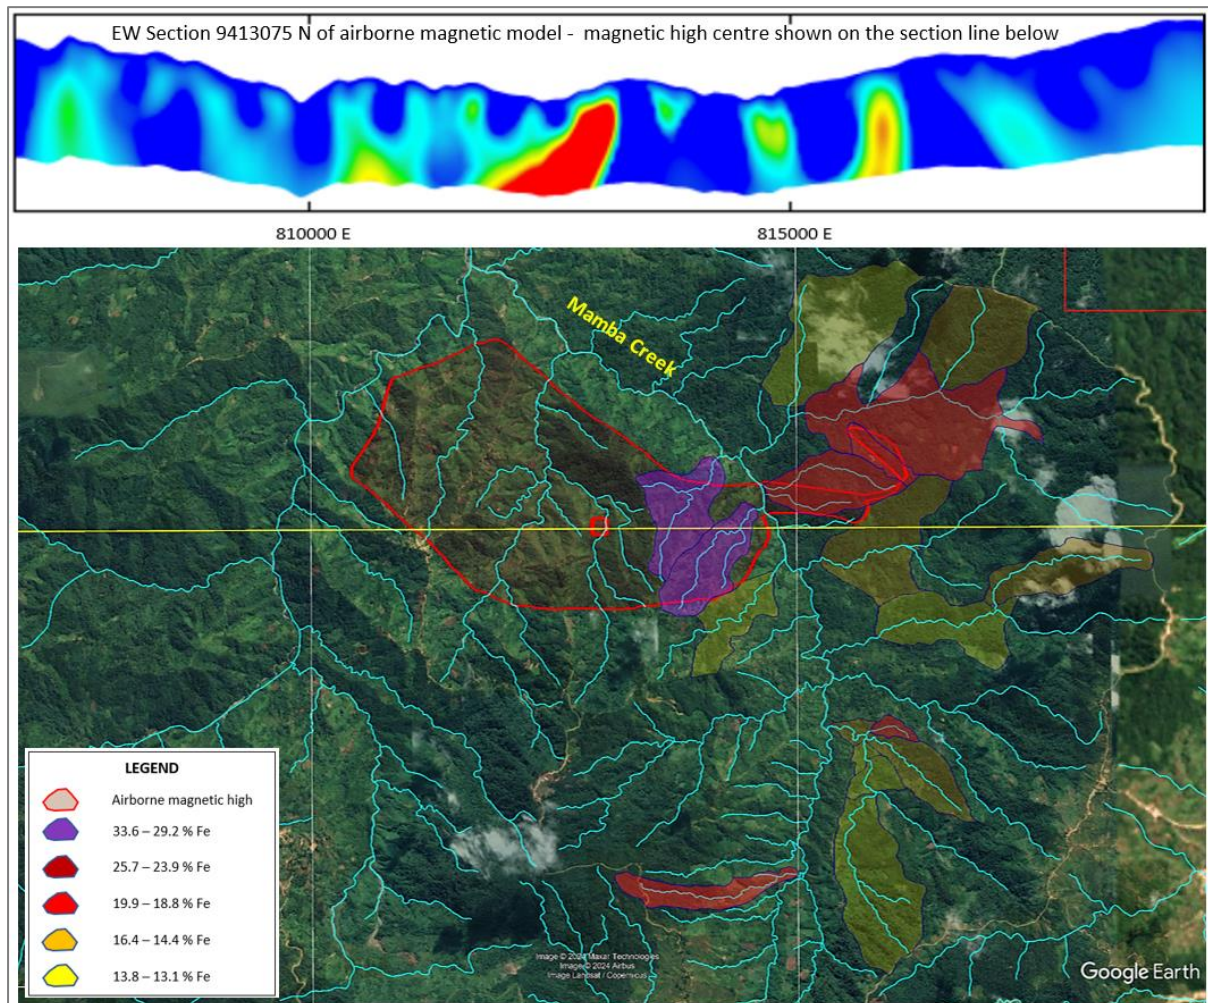 EW Section 9413075 N of airborne magnetic model - magnetic high centre shown on the section line below
810000 E
815000 E
Mamba Creek
LEGEND
Airborne magnetic high
33.6 – 29.2 % Fe
25.7 – 23.9 % Fe
19.9 – 18.8 % Fe
16.4 – 14.4 % Fe
13.8 – 13.1 % Fe
Image © 2024 Maxar Technologies
Image © 2024 Airbus
Image Landsat / Copernicus
Google Earth